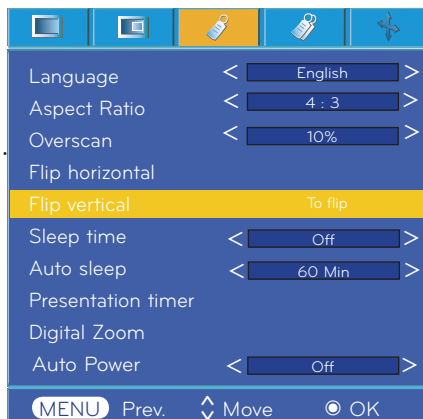 Language < English >
Aspect Ratio < 4 : 3 >
Overscan < 10% >
Flip horizontal
Flip vertical To flip
Sleep time < Off >
Auto sleep < 60 Min >
Presentation timer
Digital Zoom
Auto Power < Off >
MENU Prev. Move OK